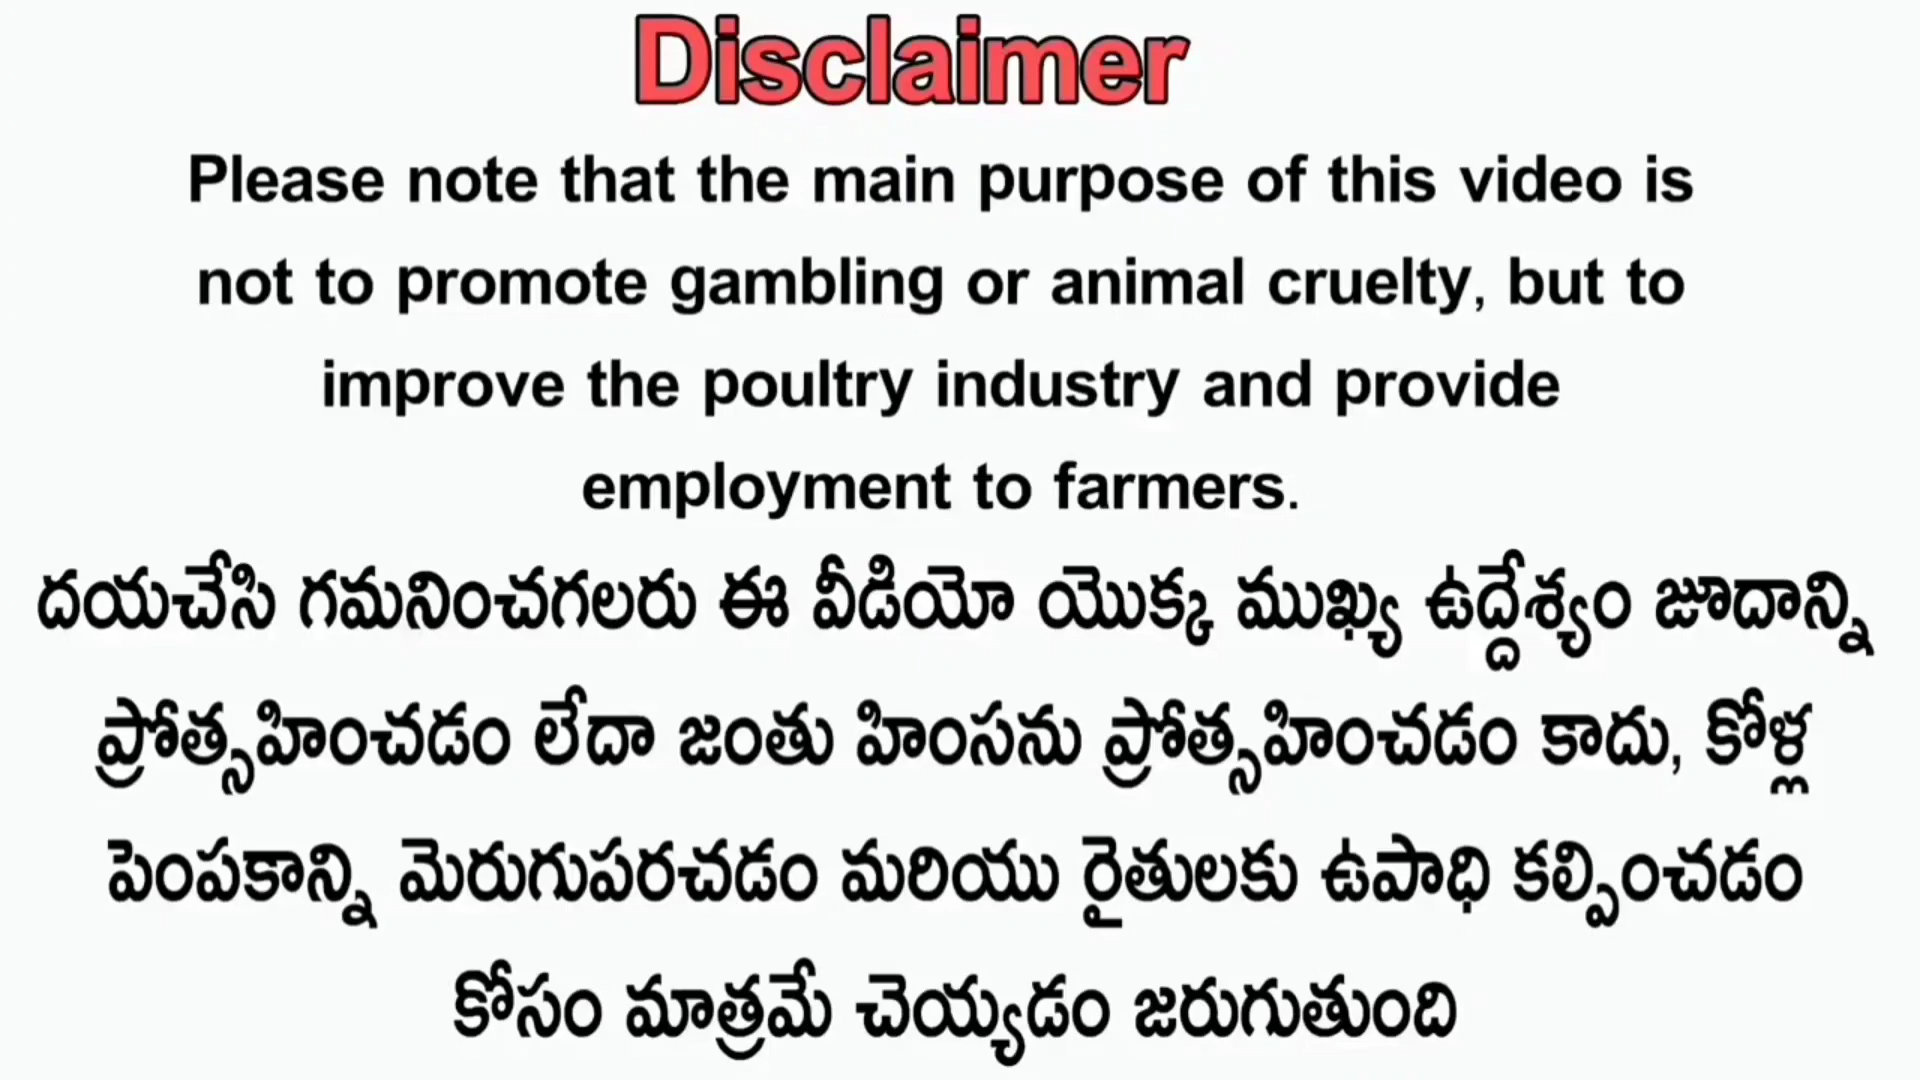 Disclaimer
Please note that the main purpose of this video is
not to promote gambling or animal cruelty, but to
improve the poultry industry and provide
employment to farmers.
దయచేసి గమనించగలరు ఈ వీడియో యొక్క ముఖ్య ఉద్దేశ్యం జూదాన్ని
ప్రోత్సహించడం లేదా జంతు హింసను ప్రోత్సహించడం కాదు, కోళ్ల
పెంపకాన్ని మెరుగుపరచడం మరియు రైతులకు ఉపాధి కల్పించడం
కోసం మాత్రమే చెయ్యడం జరుగుతుంది